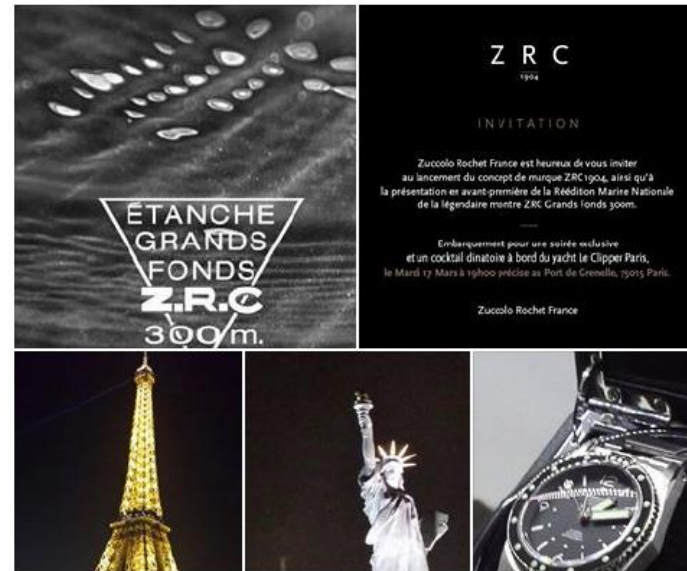 ÉTANCHE
GRANDS
FONDS
Z.R.C
300 m.
Z R C
1904
INVITATION
Zuccolo Rochet France est heureux de vous inviter
au lancement du concept de marque ZRC1904, ainsi qu'à
la présentation en avant-première de la Réédition Marine Nationale
de la légendaire montre ZRC Grands Fonds 300m.
Embarquement pour une soirée exclusive
et un cocktail dinatoire à bord du yacht Le Clipper Paris,
le Mardi 17 Mars à 19h00 précise au Port de Grenelle, 75015 Paris.
Zuccolo Rochet France